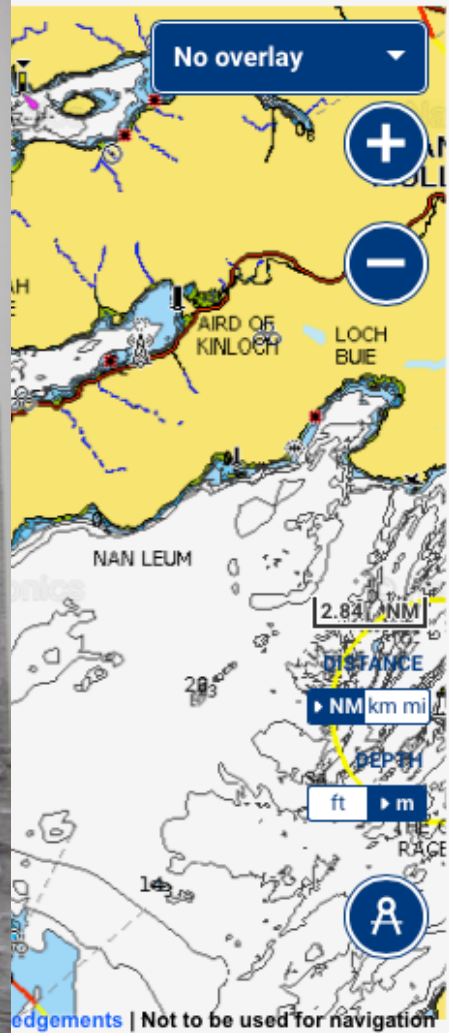 No overlay
AIRD OF
KINLOCH
LOCH
BUIE
NAN LEUM
onics
2.84 NM
DISTANCE
NM km mi
DEPTH
ft m
RACE
edgements | Not to be used for navigation